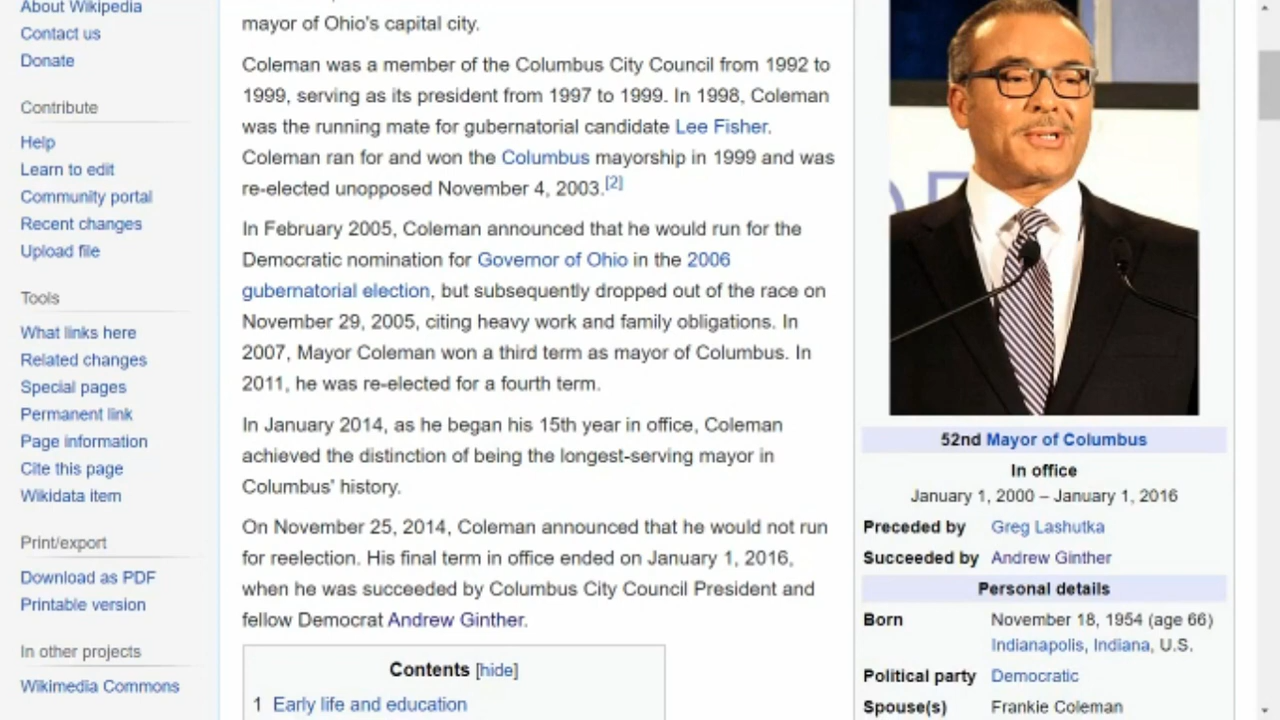 About Wikipedia
Contact us
Donate
Contribute
Help
Learn to edit
Community portal
Recent changes
Upload file
Tools
What links here
Related changes
Special pages
Permanent link
Page information
Cite this page
Wikidata item
Print/export
Download as PDF
Printable version
In other projects
Wikimedia Commons
mayor of Ohio's capital city.
Coleman was a member of the Columbus City Council from 1992 to
1999, serving as its president from 1997 to 1999. In 1998, Coleman
was the running mate for gubernatorial candidate Lee Fisher.
Coleman ran for and won the Columbus mayorship in 1999 and was
re-elected unopposed November 4, 2003.[2]
In February 2005, Coleman announced that he would run for the
Democratic nomination for Governor of Ohio in the 2006
gubernatorial election, but subsequently dropped out of the race on
November 29, 2005, citing heavy work and family obligations. In
2007, Mayor Coleman won a third term as mayor of Columbus. In
2011, he was re-elected for a fourth term.
In January 2014, as he began his 15th year in office, Coleman
achieved the distinction of being the longest-serving mayor in
Columbus' history.
On November 25, 2014, Coleman announced that he would not run
for reelection. His final term in office ended on January 1, 2016,
when he was succeeded by Columbus City Council President and
fellow Democrat Andrew Ginther.
Contents [hide]
1 Early life and education
52nd Mayor of Columbus
In office
January 1, 2000 – January 1, 2016
Preceded by Greg Lashutka
Succeeded by Andrew Ginther
Personal details
Born November 18, 1954 (age 66)
Indianapolis, Indiana, U.S.
Political party Democratic
Spouse(s) Frankie Coleman